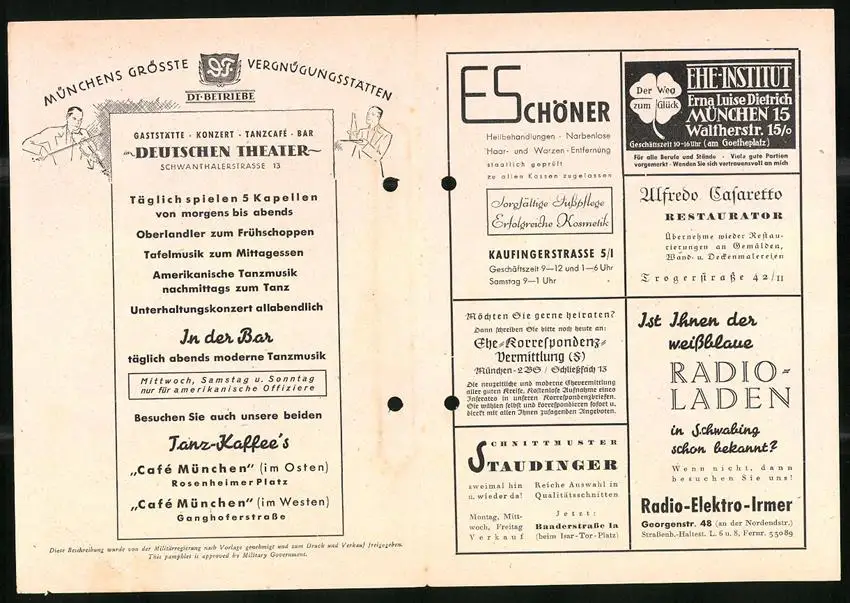 MÜNCHENS GRÖSSTE VERGNÜGUNGSSTÄTTEN
DT
DT-BETRIEBE
GASTSTÄTTE · KONZERT · TANZCAFÉ · BAR
im DEUTSCHEN THEATER
SCHWANTHALERSTRASSE 13
Täglich spielen 5 Kapellen
von morgens bis abends
Oberlandler zum Frühschoppen
Tafelmusik zum Mittagessen
Amerikanische Tanzmusik
nachmittags zum Tanz
Unterhaltungskonzert allabendlich
In der Bar
täglich abends moderne Tanzmusik
Mittwoch, Samstag u. Sonntag
nur für amerikanische Offiziere
Besuchen Sie auch unsere beiden
Tanz-Kaffee's
„Café München" (im Osten)
Rosenheimer Platz
„Café München" (im Westen)
Ganghoferstraße
Diese Beschreibung wurde von der Militärregierung nach Vorlage genehmigt und zum Druck und Verkauf freigegeben.
This pamphlet is approved by Military Government.
E SCHÖNER
Heilbehandlungen · Narbenlose
Haar- und Warzen-Entfernung
staatlich geprüft
zu allen Kassen zugelassen
Sorgfältige Fußpflege
Erfolgreiche Kosmetik
KAUFINGERSTRASSE 5/I
Geschäftszeit 9–12 und 1–6 Uhr
Samstag 9–1 Uhr
Möchten Sie gerne heiraten?
Dann schreiben Sie bitte noch heute an:
Ehe-Korrespondenz-
Vermittlung (S)
München-2BS / Schließfach 13
Die neuzeitliche und moderne Ehevermittlung
aller guten Kreise. Kostenlose Aufnahme eines
Inserates in unseren Korrespondenzbriefen.
Sie wählen selbst und korrespondieren sofort u.
direkt mit allen Ihnen zusagenden Angeboten.
SCHNITTMUSTER
STAUDINGER
zweimal hin
u. wieder da!
Reiche Auswahl in
Qualitätsschnitten
Montag, Mitt-
woch, Freitag
Verkauf
Jetzt:
Baaderstraße 1a
(beim Isar-Tor-Platz)
Der Weg
zum Glück
EHE-INSTITUT
Erna Luise Dietrich
MÜNCHEN 15
Waltherstr. 15/0
Geschäftszeit 10-16 Uhr (am Goetheplatz)
Für alle Berufe und Stände · Viele gute Partien
vorgemerkt · Wenden Sie sich vertrauensvoll an mich
Alfredo Casaretto
RESTAURATOR
Übernehme wieder Restau-
rierungen an Gemälden,
Wand- u. Deckenmalereien
Trogerstraße 42/II
Ist Ihnen der
weißblaue
RADIO-
LADEN
in Schwabing
schon bekannt?
Wenn nicht, dann
besuchen Sie uns!
Radio-Elektro-Irmer
Georgenstr. 48 (an der Nordendstr.)
Straßenb.-Haltest. L. 6 u. 8, Fernr. 35089